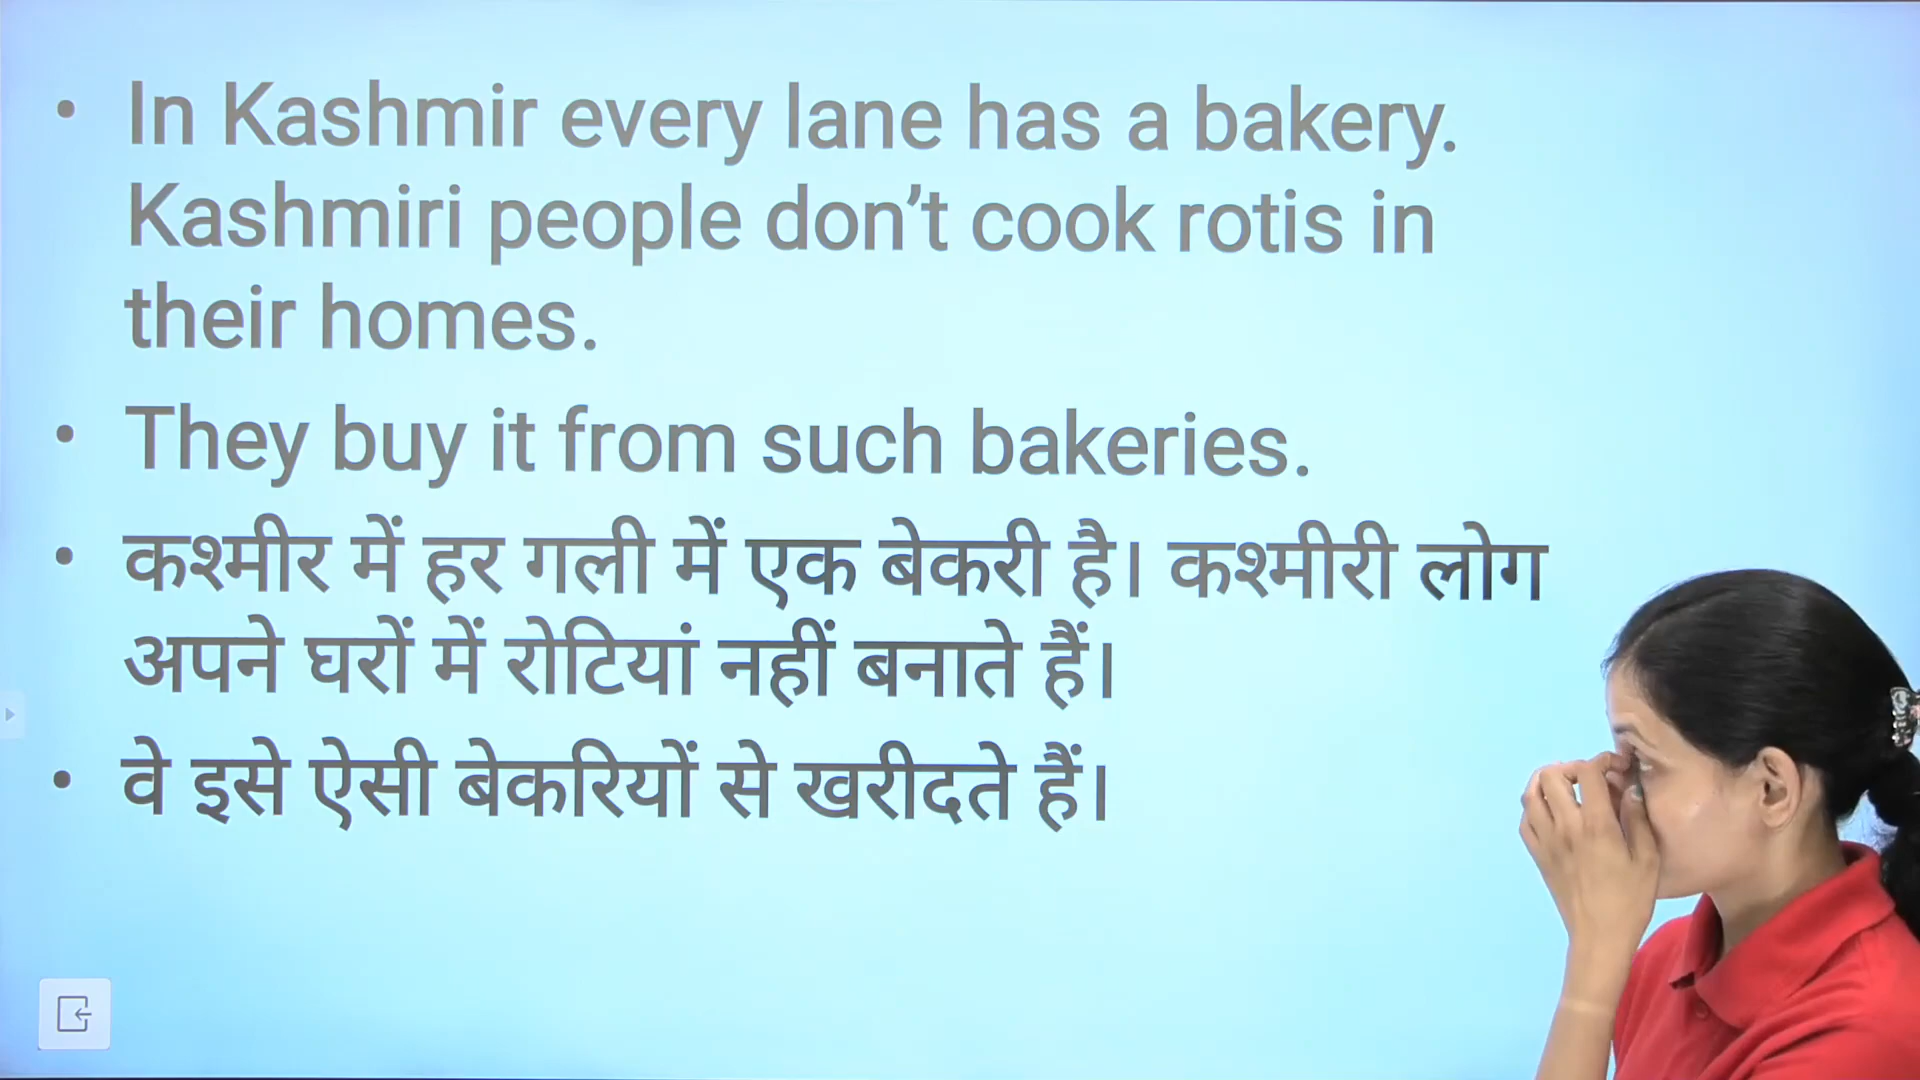 • In Kashmir every lane has a bakery.
Kashmiri people don’t cook rotis in
their homes.
• They buy it from such bakeries.
• कश्मीर में हर गली में एक बेकरी है। कश्मीरी लोग
अपने घरों में रोटियां नहीं बनाते हैं।
• वे इसे ऐसी बेकरियों से खरीदते हैं।